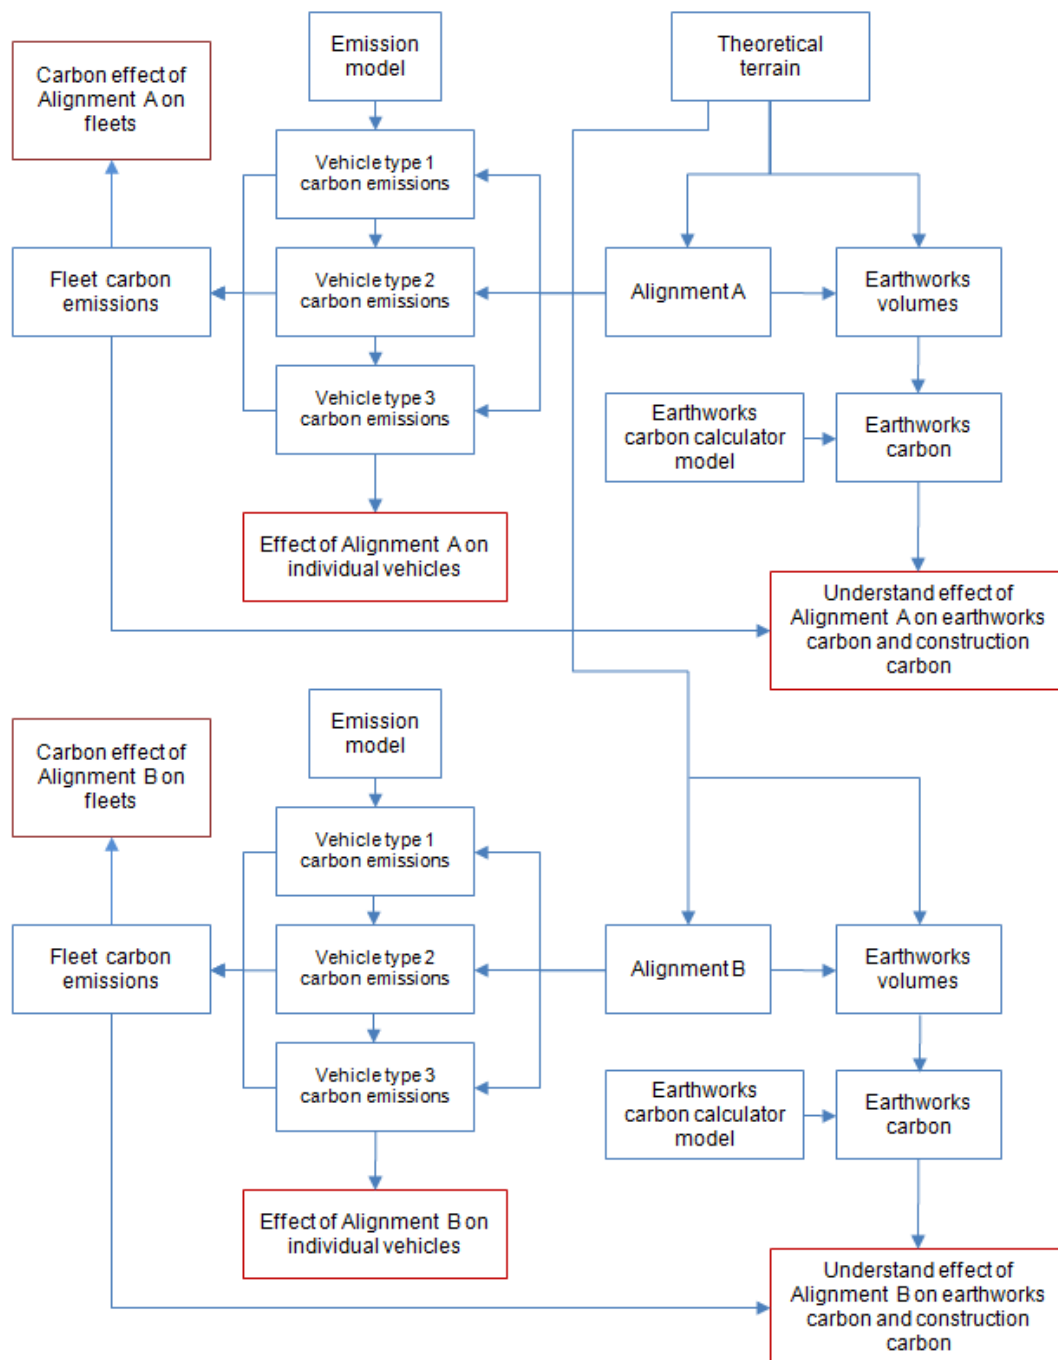 Emission
model
Theoretical
terrain
Carbon effect of
Alignment A on
fleets
Vehicle type 1
carbon emissions
Fleet carbon
emissions
Vehicle type 2
carbon emissions
Alignment A
Earthworks
volumes
Vehicle type 3
carbon emissions
Earthworks
carbon calculator
model
Earthworks
carbon
Effect of Alignment A on
individual vehicles
Understand effect of
Alignment A on earthworks
carbon and construction
carbon
Emission
model
Carbon effect of
Alignment B on
fleets
Vehicle type 1
carbon emissions
Fleet carbon
emissions
Vehicle type 2
carbon emissions
Alignment B
Earthworks
volumes
Vehicle type 3
carbon emissions
Earthworks
carbon calculator
model
Earthworks
carbon
Effect of Alignment B on
individual vehicles
Understand effect of
Alignment B on earthworks
carbon and construction
carbon